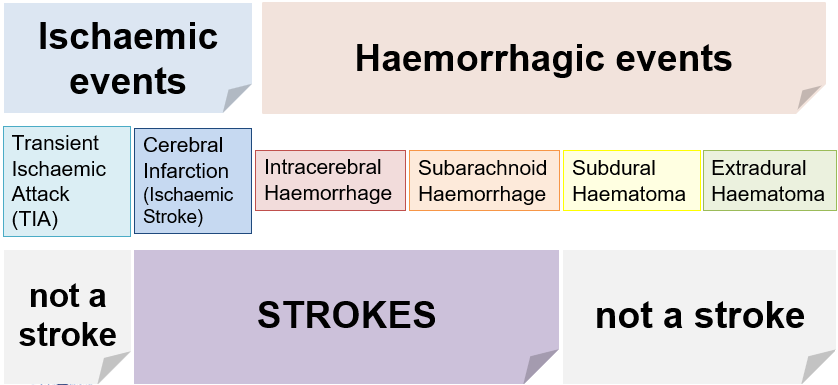 Ischaemic
events
Haemorrhagic events
Transient
Ischaemic
Attack
(TIA)
Cerebral
Infarction
(Ischaemic
Stroke)
Intracerebral
Haemorrhage
Subarachnoid
Haemorrhage
Subdural
Haematoma
Extradural
Haematoma
not a
stroke
STROKES
not a stroke